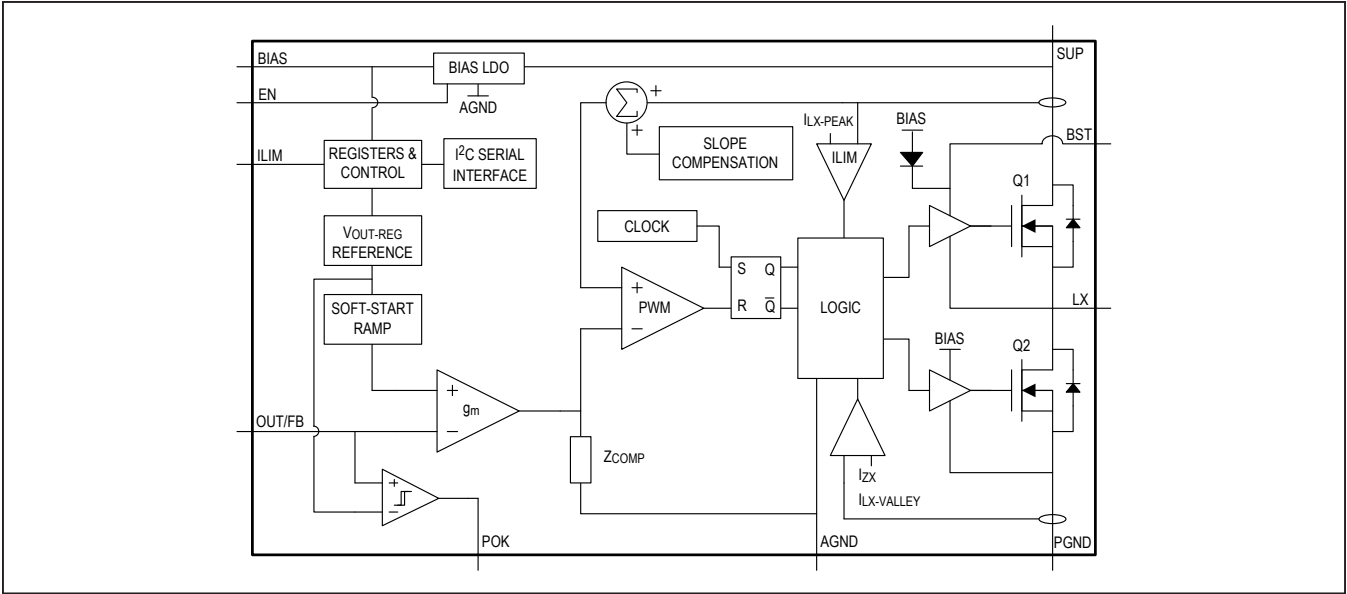 BIAS
BIAS LDO
SUP
EN
AGND
Σ
+
+
ILX-PEAK
BIAS
BST
ILIM
REGISTERS &
CONTROL
I2C SERIAL
INTERFACE
SLOPE
COMPENSATION
ILIM
Q1
VOUT-REG
REFERENCE
CLOCK
S Q
R Q̅
LOGIC
+
PWM
−
SOFT-START
RAMP
LX
BIAS
Q2
+
gm
−
OUT/FB
ZCOMP
IZX
ILX-VALLEY
+
−
POK
AGND
PGND